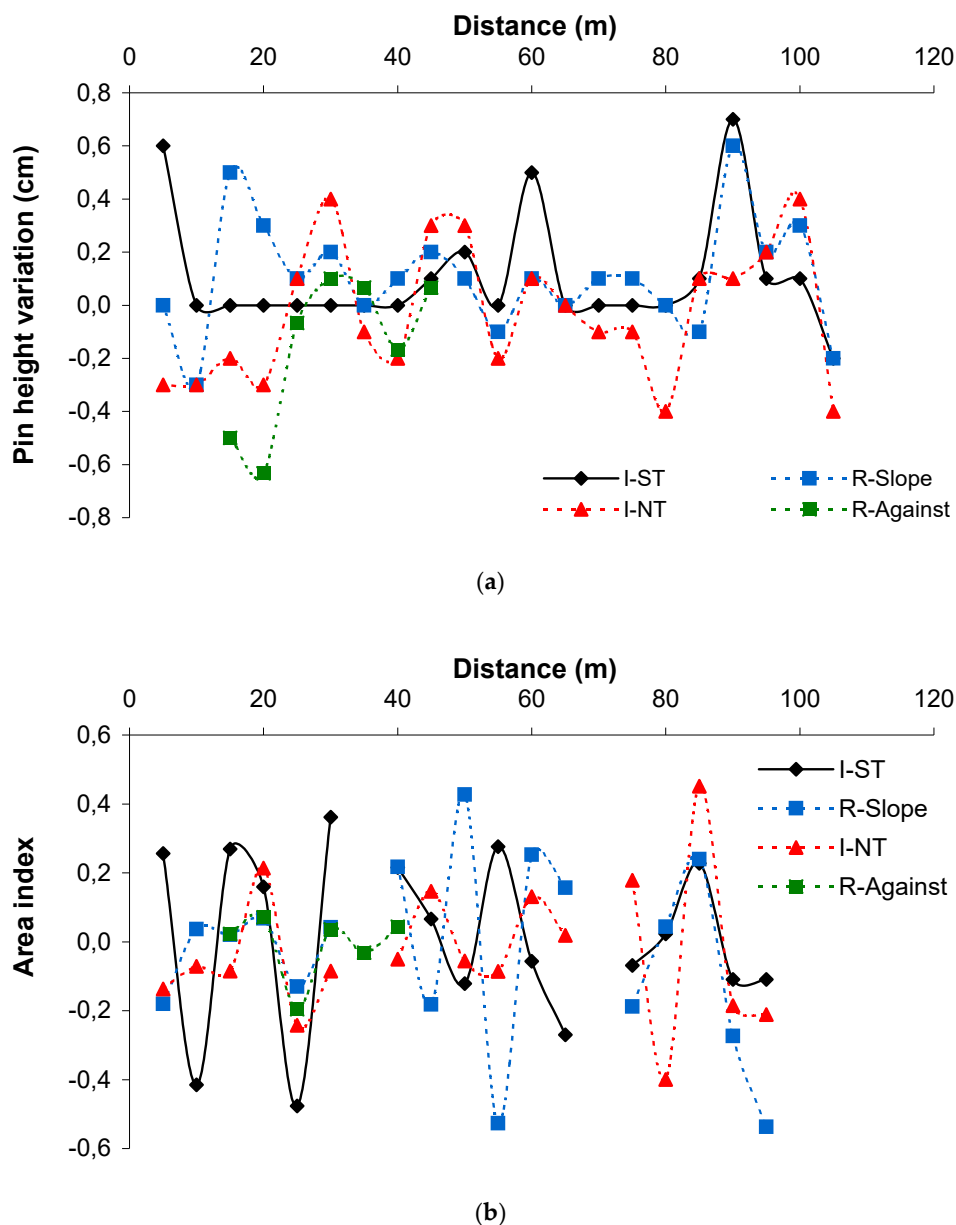 Distance (m)
0 20 40 60 80 100 120
0,8
0,6
0,4
0,2
0,0
-0,2
-0,4
-0,6
-0,8
Pin height variation (cm)
I-ST R-Slope
I-NT R-Against
(a)
Distance (m)
0 20 40 60 80 100 120
0,6
0,4
0,2
0,0
-0,2
-0,4
-0,6
Area index
I-ST
R-Slope
I-NT
R-Against
(b)